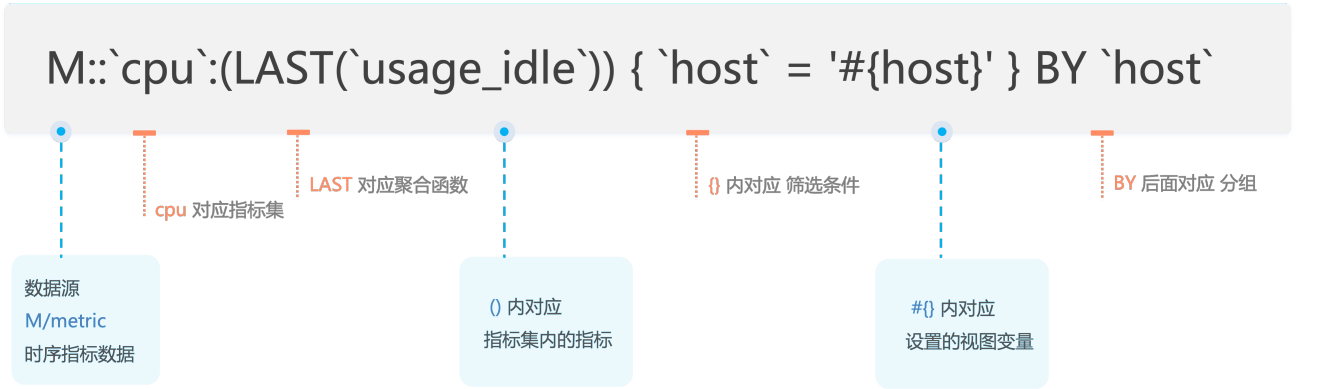 M::`cpu`:(LAST(`usage_idle`)) { `host` = '#{host}' } BY `host`
LAST 对应聚合函数
{} 内对应 筛选条件
BY 后面对应 分组
cpu 对应指标集
数据源
M/metric
时序指标数据
() 内对应
指标集内的指标
#{} 内对应
设置的视图变量